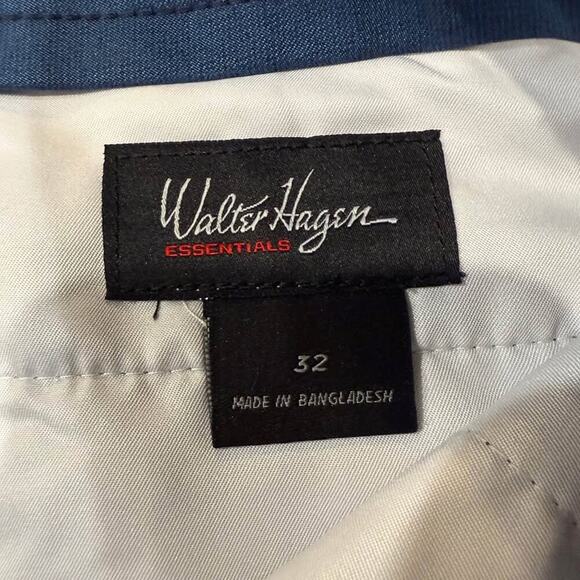 Walter Hagen
ESSENTIALS
32
MADE IN BANGLADESH